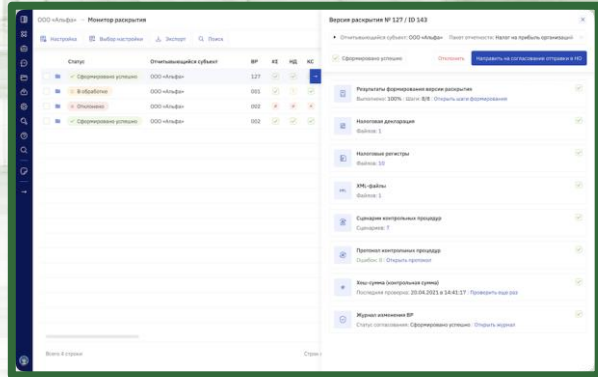 ООО «Альфа» — Монитор раскрытия
Настройка Выбор настройки Экспорт Поиск
Статус Отчитывающийся субъект ВР КС
Сформировано успешно ООО «Альфа» 127
В обработке ООО «Альфа» 001
Отклонено ООО «Альфа» 002
Сформировано успешно ООО «Альфа» 002
Всего 4 строки
Строк
Версия раскрытия № 127 / ID 143
Отчитывающийся субъект: ООО «Альфа» Пакет отчетности: Налог на прибыль организаций
Сформировано успешно Отклонить Направить на согласование отправки в НО
Результаты формирования версии раскрытия
Выполнено: 100% Шаги: 8/8 Открыть шаги формирования
Налоговая декларация
Файлов: 1
Налоговые регистры
Файлов: 10
XML-файлы
Файлов: 1
Сценарии контрольных процедур
Сценариев: 7
Протокол контрольных процедур
Ошибок: 0 Открыть протокол
Хеш-сумма (контрольная сумма)
Последняя проверка: 20.04.2021 в 14:41:17 Проверить еще раз
Журнал изменения ВР
Статус согласования: Сформировано успешно Открыть журнал